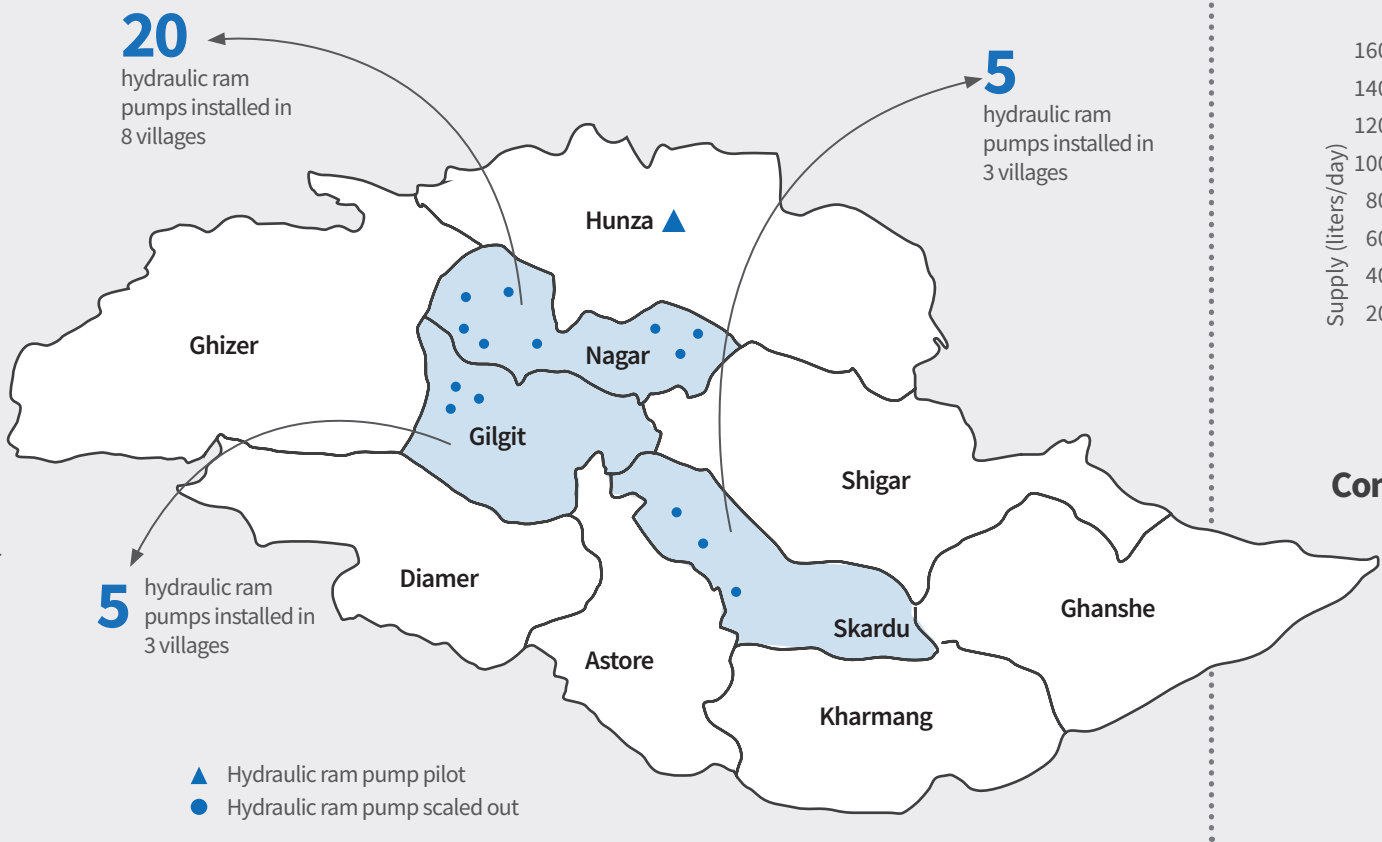 20
hydraulic ram
pumps installed in
8 villages
5
hydraulic ram
pumps installed in
3 villages
Hunza
Ghizer
Nagar
Gilgit
Shigar
Diamer
Skardu
Ghanshe
Astore
Kharmang
5
hydraulic ram
pumps installed in
3 villages
Hydraulic ram pump pilot
Hydraulic ram pump scaled out
Supply (liters/day)